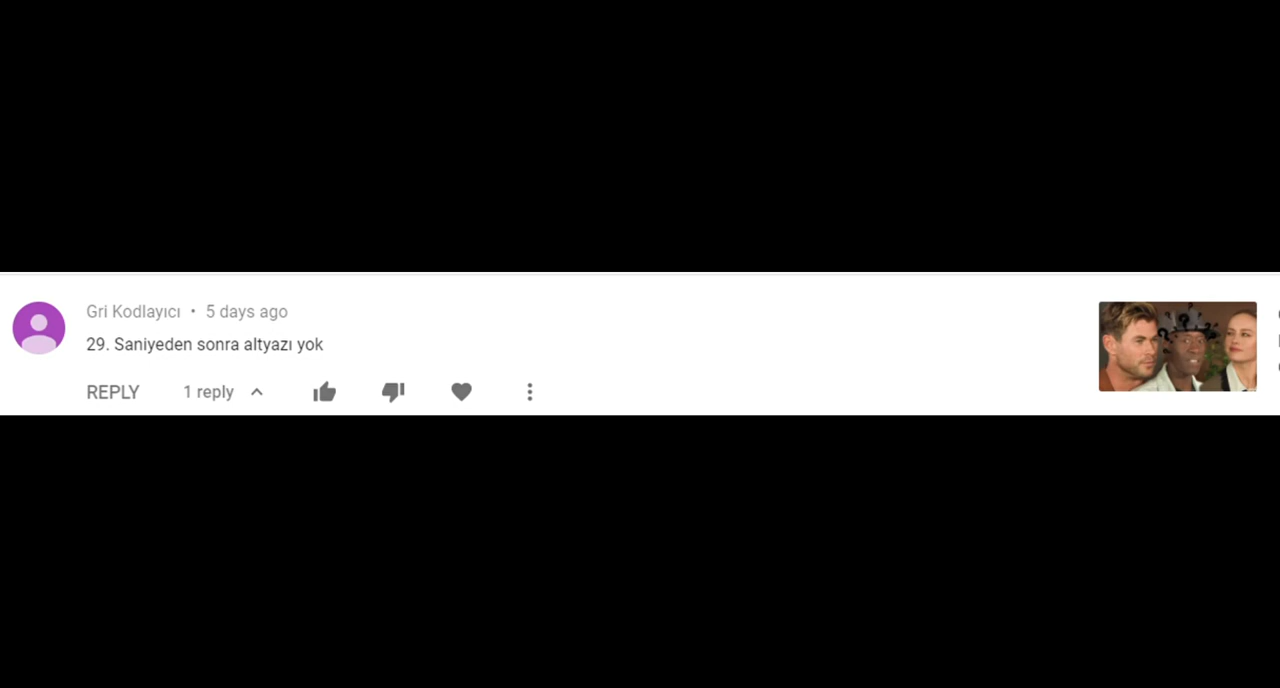 Gri Kodlayıcı • 5 days ago
29. Saniyeden sonra altyazı yok
REPLY 1 reply